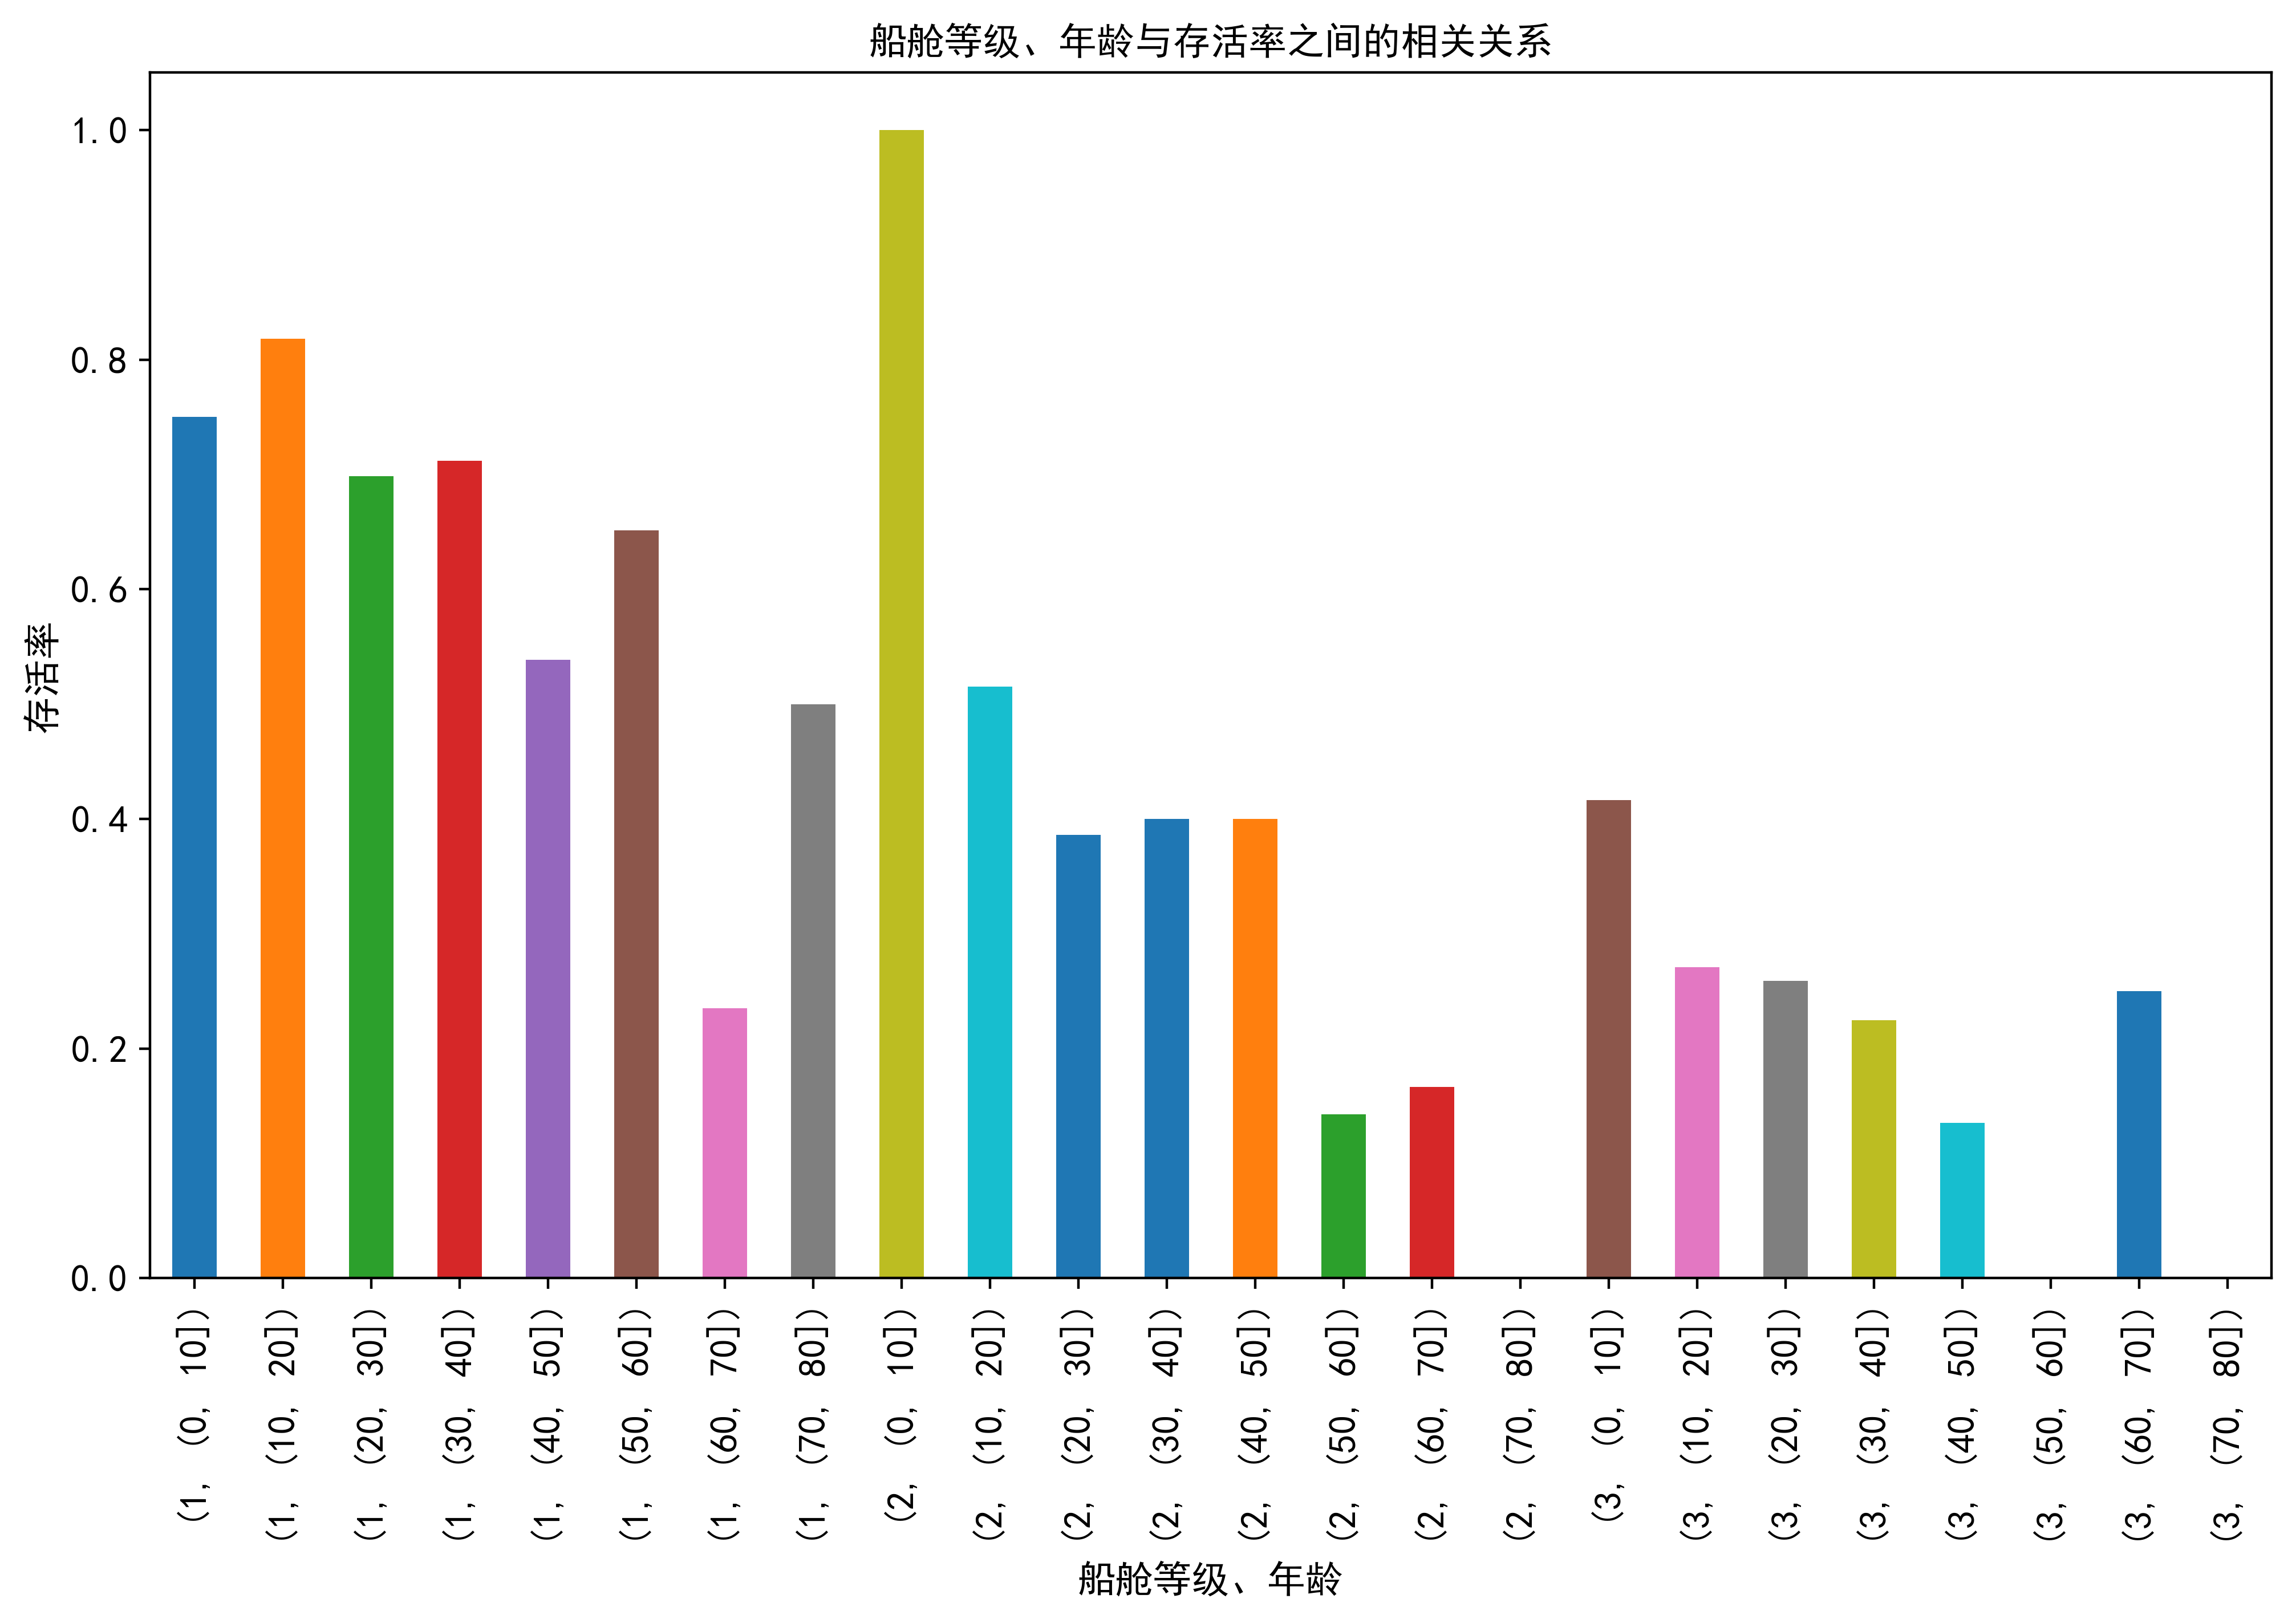 船舱等级、年龄与存活率之间的相关关系
存活率
1.0
0.8
0.6
0.4
0.2
0.0
(1, (0, 10])
(1, (10, 20])
(1, (20, 30])
(1, (30, 40])
(1, (40, 50])
(1, (50, 60])
(1, (60, 70])
(1, (70, 80])
(2, (0, 10])
(2, (10, 20])
(2, (20, 30])
(2, (30, 40])
(2, (40, 50])
(2, (50, 60])
(2, (60, 70])
(2, (70, 80])
(3, (0, 10])
(3, (10, 20])
(3, (20, 30])
(3, (30, 40])
(3, (40, 50])
(3, (50, 60])
(3, (60, 70])
(3, (70, 80])
船舱等级、年龄